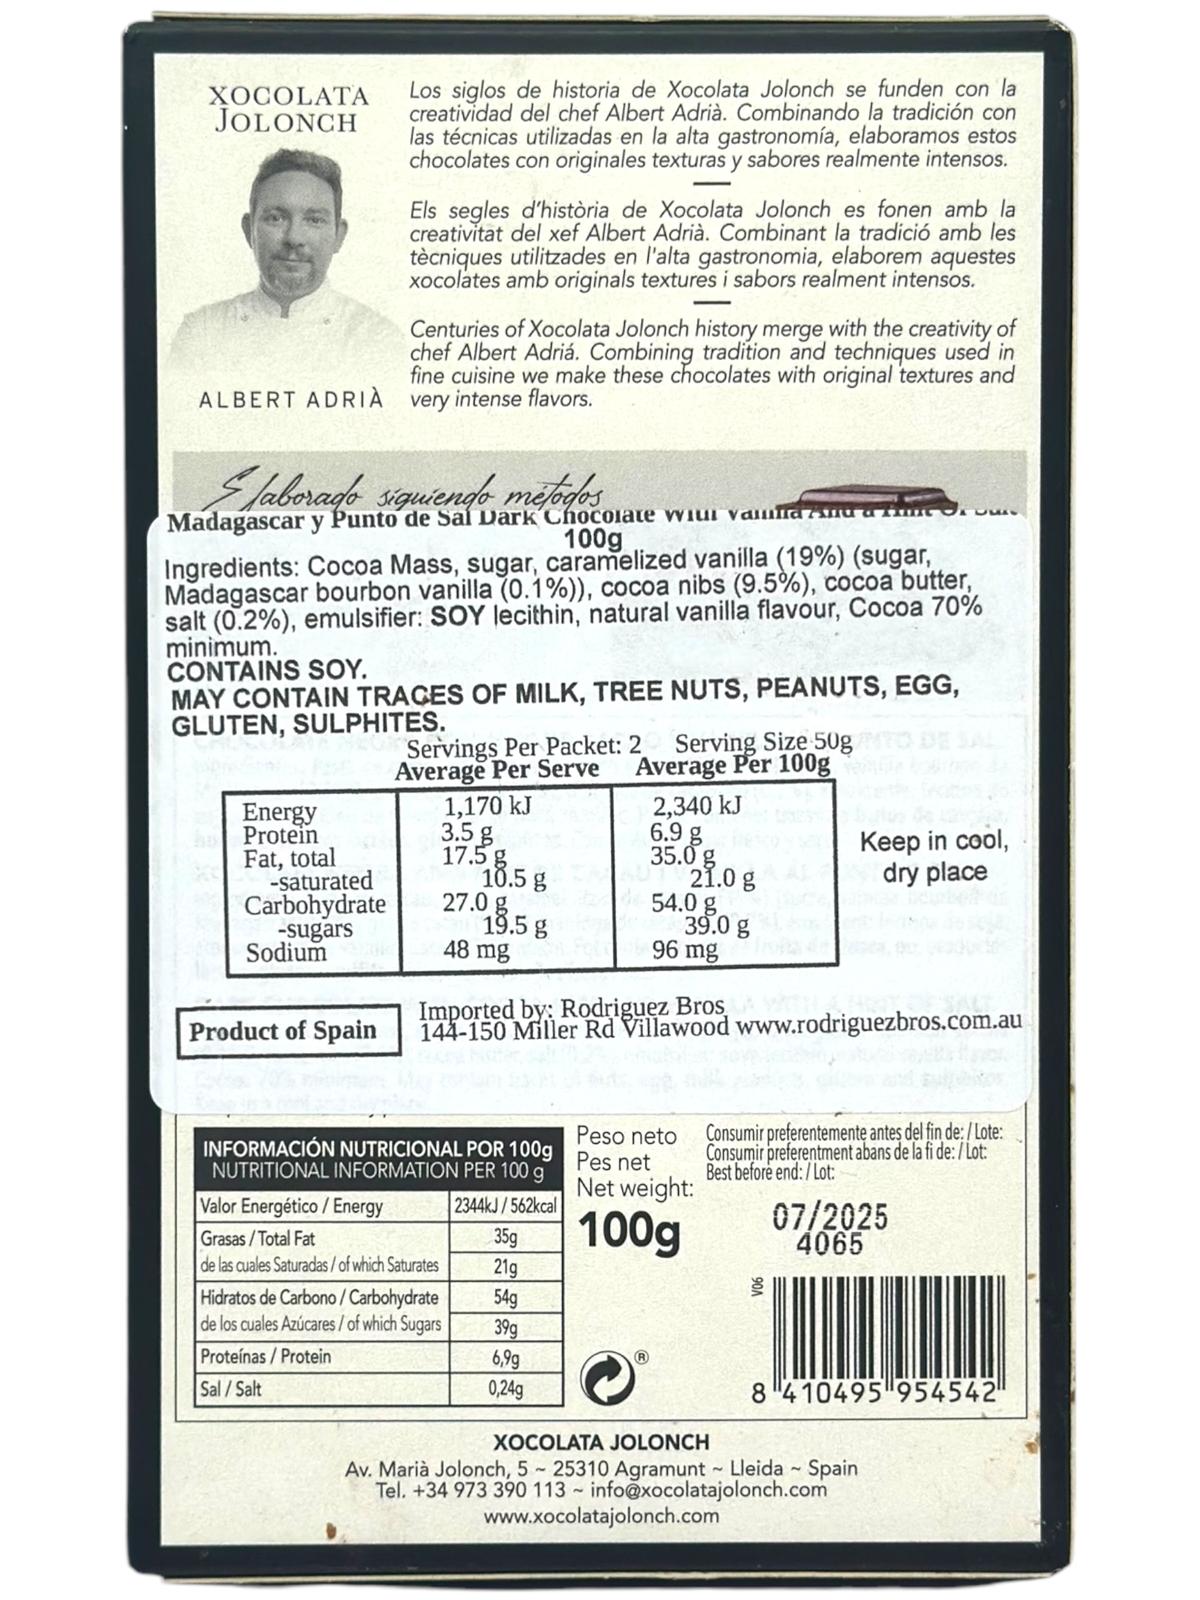 XOCOLATA
JOLONCH
ALBERT ADRIÀ
Los siglos de historia de Xocolata Jolonch se funden con la
creatividad del chef Albert Adrià. Combinando la tradición con
las técnicas utilizadas en la alta gastronomía, elaboramos estos
chocolates con originales texturas y sabores realmente intensos.
Els segles d'història de Xocolata Jolonch es fonen amb la
creativitat del xef Albert Adrià. Combinant la tradició amb les
tècniques utilitzades en l'alta gastronomia, elaborem aquestes
xocolates amb originals textures i sabors realment intensos.
Centuries of Xocolata Jolonch history merge with the creativity of
chef Albert Adriá. Combining tradition and techniques used in
fine cuisine we make these chocolates with original textures and
very intense flavors.
Elaborado siguiendo métodos
Madagascar y Punto de Sal Dark Chocolate With Vanilla And
100g
Ingredients: Cocoa Mass, sugar, caramelized vanilla (19%) (sugar,
Madagascar bourbon vanilla (0.1%)), cocoa nibs (9.5%), cocoa butter,
salt (0.2%), emulsifier: SOY lecithin, natural vanilla flavour, Cocoa 70%
minimum.
CONTAINS SOY.
MAY CONTAIN TRACES OF MILK, TREE NUTS, PEANUTS, EGG,
GLUTEN, SULPHITES.
Servings Per Packet: 2 Serving Size 50g
Average Per Serve Average Per 100g
Energy 1,170 kJ 2,340 kJ
Protein 3.5 g 6.9 g
Fat, total 17.5 g 35.0 g
-saturated 10.5 g 21.0 g
Carbohydrate 27.0 g 54.0 g
-sugars 19.5 g 39.0 g
Sodium 48 mg 96 mg
Keep in cool,
dry place
Product of Spain
Imported by: Rodriguez Bros
144-150 Miller Rd Villawood www.rodriguezbros.com.au
INFORMACIÓN NUTRICIONAL POR 100g
NUTRITIONAL INFORMATION PER 100 g
Valor Energético / Energy 2344kJ / 562kcal
Grasas / Total Fat 35g
de las cuales Saturadas / of which Saturates 21g
Hidratos de Carbono / Carbohydrate 54g
de los cuales Azúcares / of which Sugars 39g
Proteínas / Protein 6,9g
Sal / Salt 0,24g
Peso neto
Pes net
Net weight:
100g
®
Consumir preferentemente antes del fin de: / Lote:
Consumir preferentment abans de la fi de: / Lot:
Best before end: / Lot:
07/2025
4065
V06
8 410495 954542
XOCOLATA JOLONCH
Av. Marià Jolonch, 5 ~ 25310 Agramunt ~ Lleida ~ Spain
Tel. +34 973 390 113 ~ info@xocolatajolonch.com
www.xocolatajolonch.com